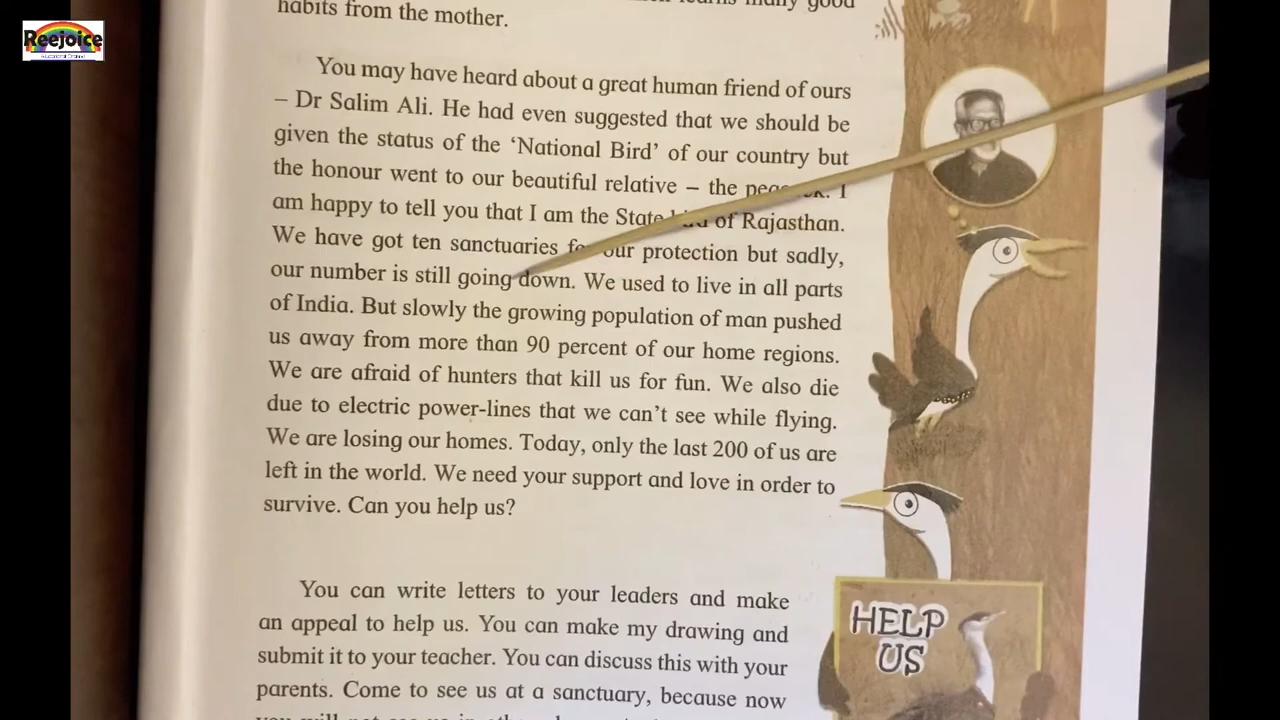 Reejoice
Educational Channel
many good
habits from the mother.
You may have heard about a great human friend of ours
– Dr Salim Ali. He had even suggested that we should be
given the status of the ‘National Bird’ of our country but
the honour went to our beautiful relative – the I
am happy to tell you that I am the State of Rajasthan.
We have got ten sanctuaries our protection but sadly,
our number is still going down. We used to live in all parts
of India. But slowly the growing population of man pushed
us away from more than 90 percent of our home regions.
We are afraid of hunters that kill us for fun. We also die
due to electric power-lines that we can’t see while flying.
We are losing our homes. Today, only the last 200 of us are
left in the world. We need your support and love in order to
survive. Can you help us?
You can write letters to your leaders and make
an appeal to help us. You can make my drawing and
submit it to your teacher. You can discuss this with your
parents. Come to see us at a sanctuary, because now
HELP
US